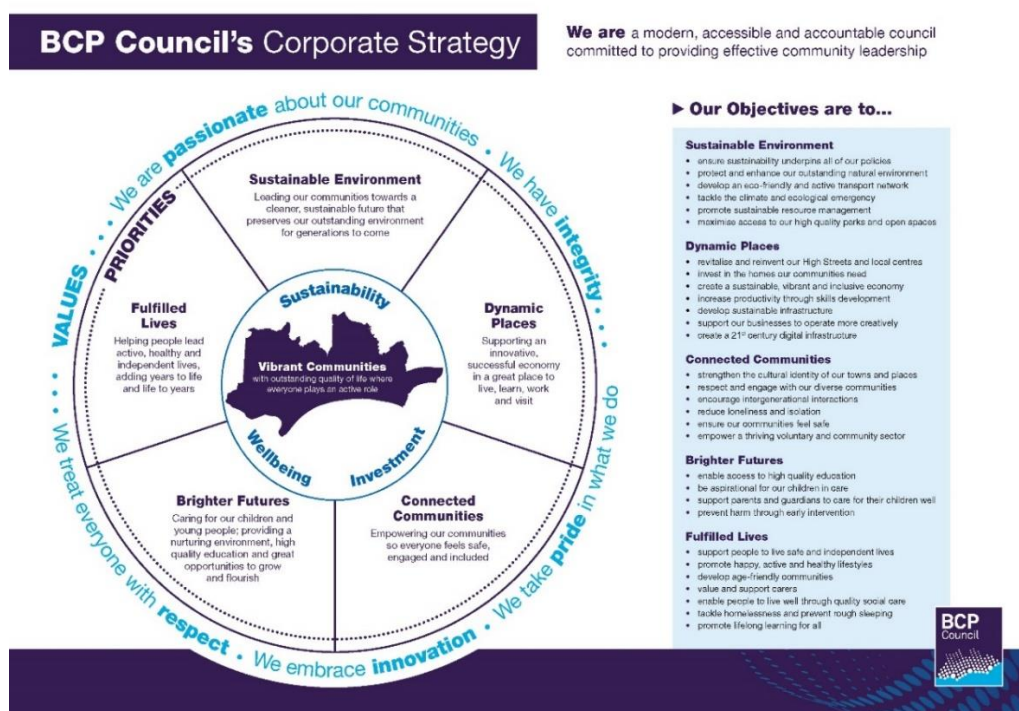 BCP Council's Corporate Strategy
We are a modern, accessible and accountable council
committed to providing effective community leadership
VALUES . . . We are passionate about our communities • We have integrity . . .
We take pride in what we do
We embrace innovation •
We treat everyone with respect •
PRIORITIES
Sustainable Environment
Leading our communities towards a
cleaner, sustainable future that
preserves our outstanding environment
for generations to come
Fulfilled
Lives
Helping people lead
active, healthy and
independent lives,
adding years to life
and life to years
Dynamic
Places
Supporting an
innovative,
successful economy
in a great place to
live, learn, work
and visit
Sustainability
Vibrant Communities
with outstanding quality of life where
everyone plays an active role
Wellbeing
Investment
Brighter Futures
Caring for our children and
young people; providing a
nurturing environment, high
quality education and great
opportunities to grow
and flourish
Connected
Communities
Empowering our communities
so everyone feels safe,
engaged and included
► Our Objectives are to...
Sustainable Environment
• ensure sustainability underpins all of our policies
• protect and enhance our outstanding natural environment
• develop an eco-friendly and active transport network
• tackle the climate and ecological emergency
• promote sustainable resource management
• maximise access to our high quality parks and open spaces
Dynamic Places
• revitalise and reinvent our High Streets and local centres
• invest in the homes our communities need
• create a sustainable, vibrant and inclusive economy
• increase productivity through skills development
• develop sustainable infrastructure
• support our businesses to operate more creatively
• create a 21st century digital infrastructure
Connected Communities
• strengthen the cultural identity of our towns and places
• respect and engage with our diverse communities
• encourage intergenerational interactions
• reduce loneliness and isolation
• ensure our communities feel safe
• empower a thriving voluntary and community sector
Brighter Futures
• enable access to high quality education
• be aspirational for our children in care
• support parents and guardians to care for their children well
• prevent harm through early intervention
Fulfilled Lives
• support people to live safe and independent lives
• promote happy, active and healthy lifestyles
• develop age-friendly communities
• value and support carers
• enable people to live well through quality social care
• tackle homelessness and prevent rough sleeping
• promote lifelong learning for all
BCP
Council